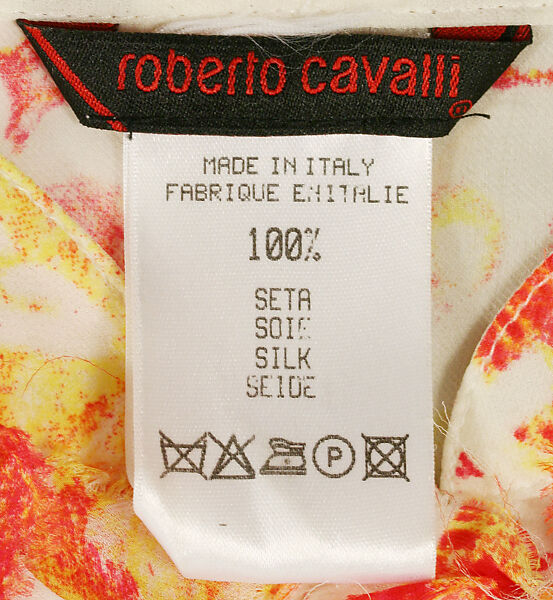 roberto cavalli
®
MADE IN ITALY
FABRIQUE EN ITALIE
100%
SETA
SOIE
SILK
SEIDE
P